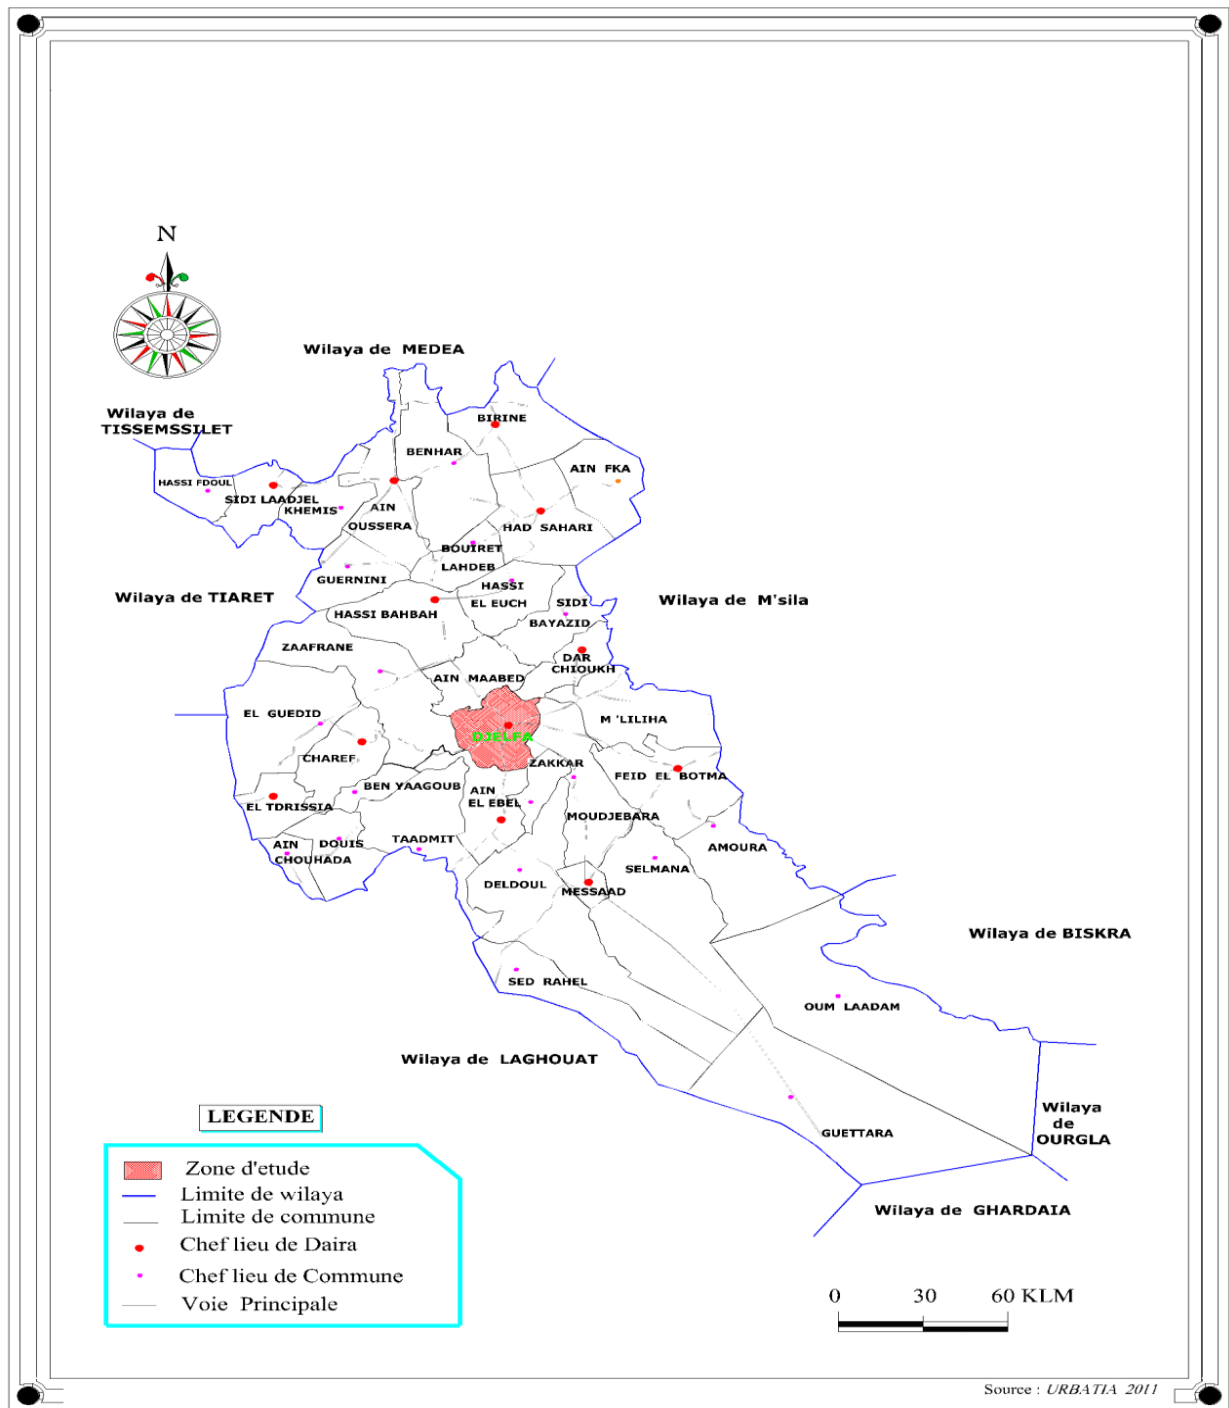 N
Wilaya de MEDEA
Wilaya de
TISSEMSSILET
BIRINE
BENHAR
AIN FKA
HASSI FDOUL
SIDI LAADJEL
KHEMIS
AIN
OUSSERA
HAD SAHARI
BOUIRET
LAHDEB
GUERNINI
HASSI
EL EUCH
Wilaya de TIARET
HASSI BAHBAH
SIDI
BAYAZID
Wilaya de M'sila
ZAAFRANE
DAR
CHIOUKH
AIN MAABED
EL GUEDID
M 'LILIHA
DJELFA
CHAREF
ZAKKAR
FEID EL BOTMA
BEN YAAGOUB
AIN
EL EBEL
EL TDRISSIA
MOUDJEBARA
AIN
CHOUHADA
DOUIS
TAADMIT
AMOURA
SELMANA
DELDOUL
MESSAAD
Wilaya de BISKRA
SED RAHEL
OUM LAADAM
Wilaya de LAGHOUAT
GUETTARA
Wilaya
de
OURGLA
Wilaya de GHARDAIA
LEGENDE
Zone d'etude
Limite de wilaya
Limite de commune
Chef lieu de Daira
Chef lieu de Commune
Voie Principale
0 30 60 KLM
Source : URBATIA 2011